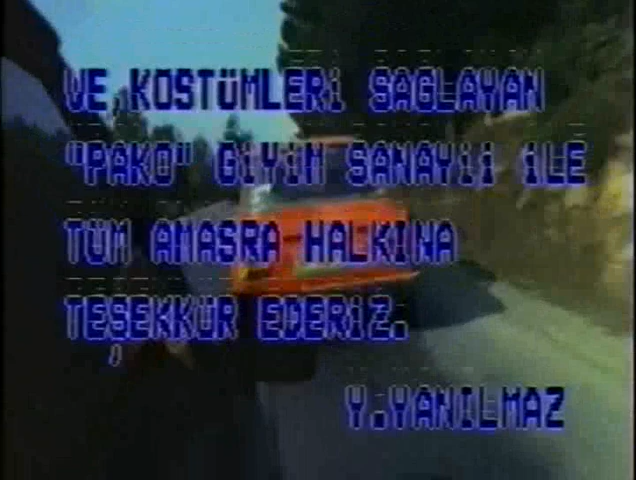 VE KOSTüMLERi SAGLAYAN
"PAKO" GiYiM SANAYii iLE
TüM AMASRA HALKINA
TEŞEKKüR EDERiZ.
Y.YANILMAZ